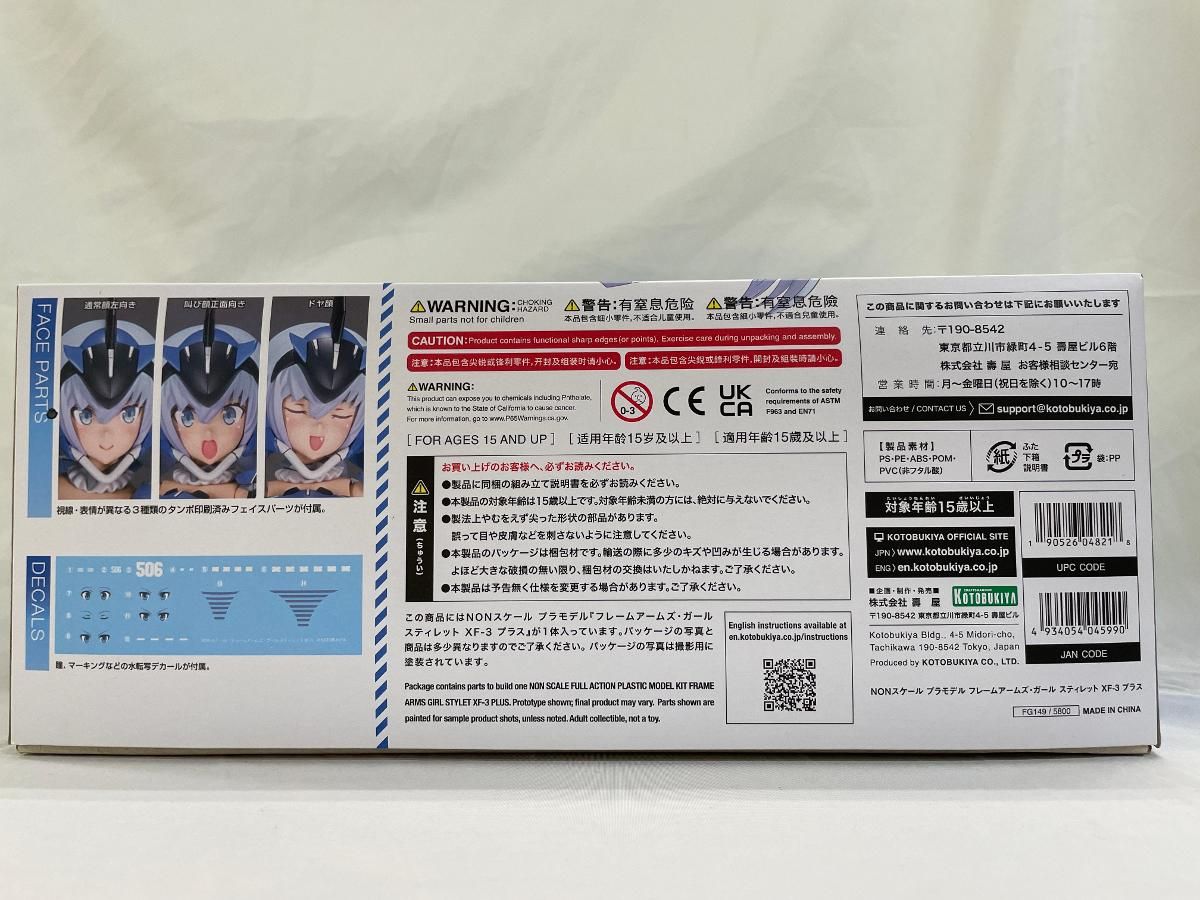 FACE PARTS
通常顔左向き
叫び顔正面向き
ドヤ顔
視線・表情が異なる3種類のタンポ印刷済みフェイスパーツが付属。
DECALS
506 506
瞳、マーキングなどの水転写デカールが付属。
WARNING: CHOKING HAZARD
Small parts not for children
警告:有窒息危险
本品包含细小零件,不适合儿童使用。
警告:有窒息危險
本品包含細小零件,不適合兒童使用。
CAUTION: Product contains functional sharp edges (or points). Exercise care during unpacking and assembly.
注意:本品包含尖锐或锋利零件,开封及组装时请小心。
注意:本品包含尖銳或鋒利零件,開封及組裝時請小心。
WARNING:
This product can expose you to chemicals including Phthalate,
which is known to the State of California to cause cancer.
For more information, go to www.P65Warnings.ca.gov.
0-3
CE
UK
CA
Conforms to the safety
requirements of ASTM
F963 and EN71
[ FOR AGES 15 AND UP ] [ 适用年龄15岁及以上 ] [ 適用年齡15歲及以上 ]
注意(ちゅうい)
お買い上げのお客様へ、必ずお読みください。
●製品に同梱の組み立て説明書を必ずお読みください。
●本製品の対象年齢は15歳以上です。対象年齢未満の方には、絶対に与えないでください。
●製法上やむをえず尖った形状の部品があります。
誤って目や皮膚などを刺さないように注意してください。
●本製品のパッケージは梱包材です。輸送の際に多少のキズや凹みが生じる場合があります。
よほど大きな破損の無い限り、梱包材の交換はいたしかねます。ご了承ください。
●本製品は予告無く仕様を変更する場合があります。ご了承ください。
この商品にはNONスケール プラモデル『フレームアームズ・ガール
スティレット XF-3 プラス』が1体入っています。パッケージの写真と
商品は多少異なりますのでご了承ください。パッケージの写真は撮影用に
塗装されています。
Package contains parts to build one NON SCALE FULL ACTION PLASTIC MODEL KIT FRAME
ARMS GIRL STYLET XF-3 PLUS. Prototype shown; final product may vary. Parts shown are
painted for sample product shots, unless noted. Adult collectible, not a toy.
English instructions available at
en.kotobukiya.co.jp/instructions
この商品に関するお問い合わせは下記にお願いいたします
連絡先:〒190-8542
東京都立川市緑町4-5 壽屋ビル6階
株式会社 壽屋 お客様相談センター宛
営業時間:月〜金曜日(祝日を除く)10〜17時
お問い合わせ / CONTACT US support@kotobukiya.co.jp
【製品素材】
PS・PE・ABS・POM・
PVC(非フタル酸)
紙
ふた
下箱
説明書
プラ
袋:PP
たいしょうねんれい さいいじょう
対象年齢15歳以上
KOTOBUKIYA OFFICIAL SITE
JPN〉www.kotobukiya.co.jp
ENG〉en.kotobukiya.co.jp
■企画・制作・発売■
株式会社 壽 屋
KOTOBUKIYA
〒190-8542 東京都立川市緑町4-5 壽屋ビル
Kotobukiya Bldg., 4-5 Midori-cho,
Tachikawa 190-8542 Tokyo, Japan
Produced by KOTOBUKIYA CO., LTD.
1 90526 04821 8
UPC CODE
4 934054 045990
JAN CODE
NONスケール プラモデル フレームアームズ・ガール スティレット XF-3 プラス
FG149 / 5800 MADE IN CHINA